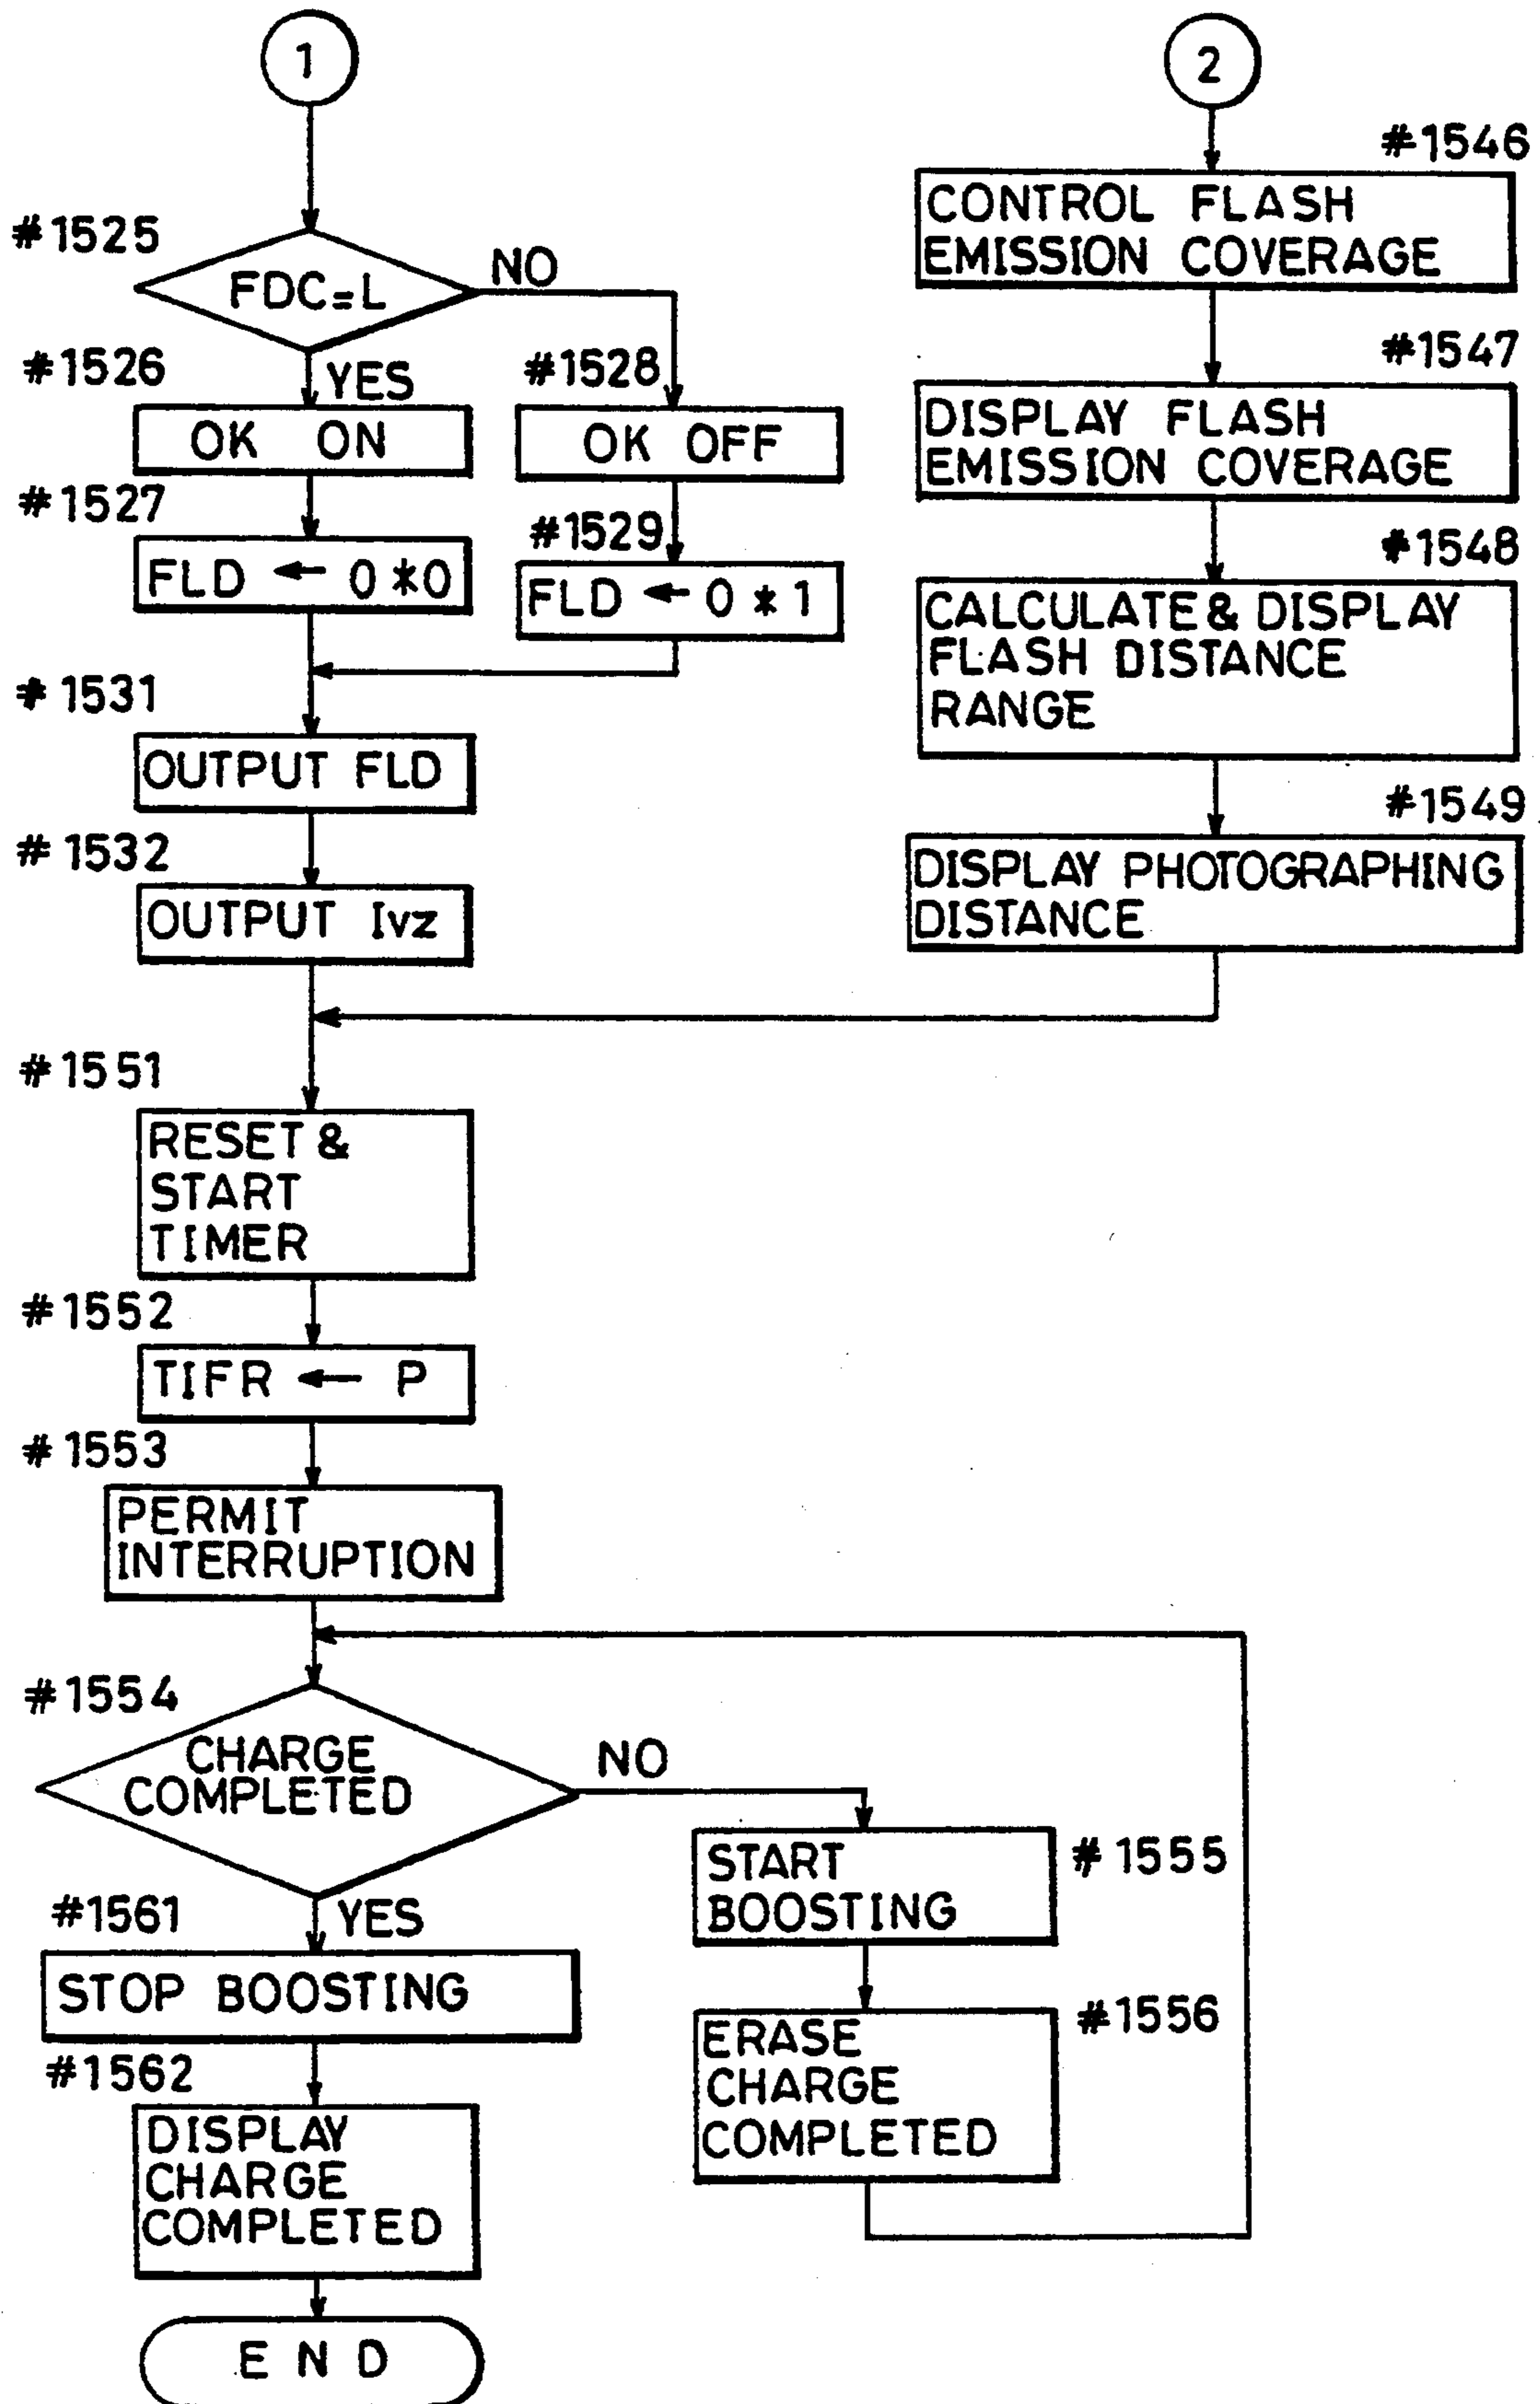 1
#1525
FDC=L
NO
#1526
YES
OK ON
#1528
OK OFF
#1527
FLD ← 0*0
#1529
FLD ← 0*1
#1531
OUTPUT FLD
#1532
OUTPUT Ivz
2
#1546
CONTROL FLASH
EMISSION COVERAGE
#1547
DISPLAY FLASH
EMISSION COVERAGE
#1548
CALCULATE & DISPLAY
FLASH DISTANCE
RANGE
#1549
DISPLAY PHOTOGRAPHING
DISTANCE
#1551
RESET &
START
TIMER
#1552
TIFR ← P
#1553
PERMIT
INTERRUPTION
#1554
CHARGE
COMPLETED
NO
#1555
START
BOOSTING
#1556
ERASE
CHARGE
COMPLETED
YES
#1561
STOP BOOSTING
#1562
DISPLAY
CHARGE
COMPLETED
END